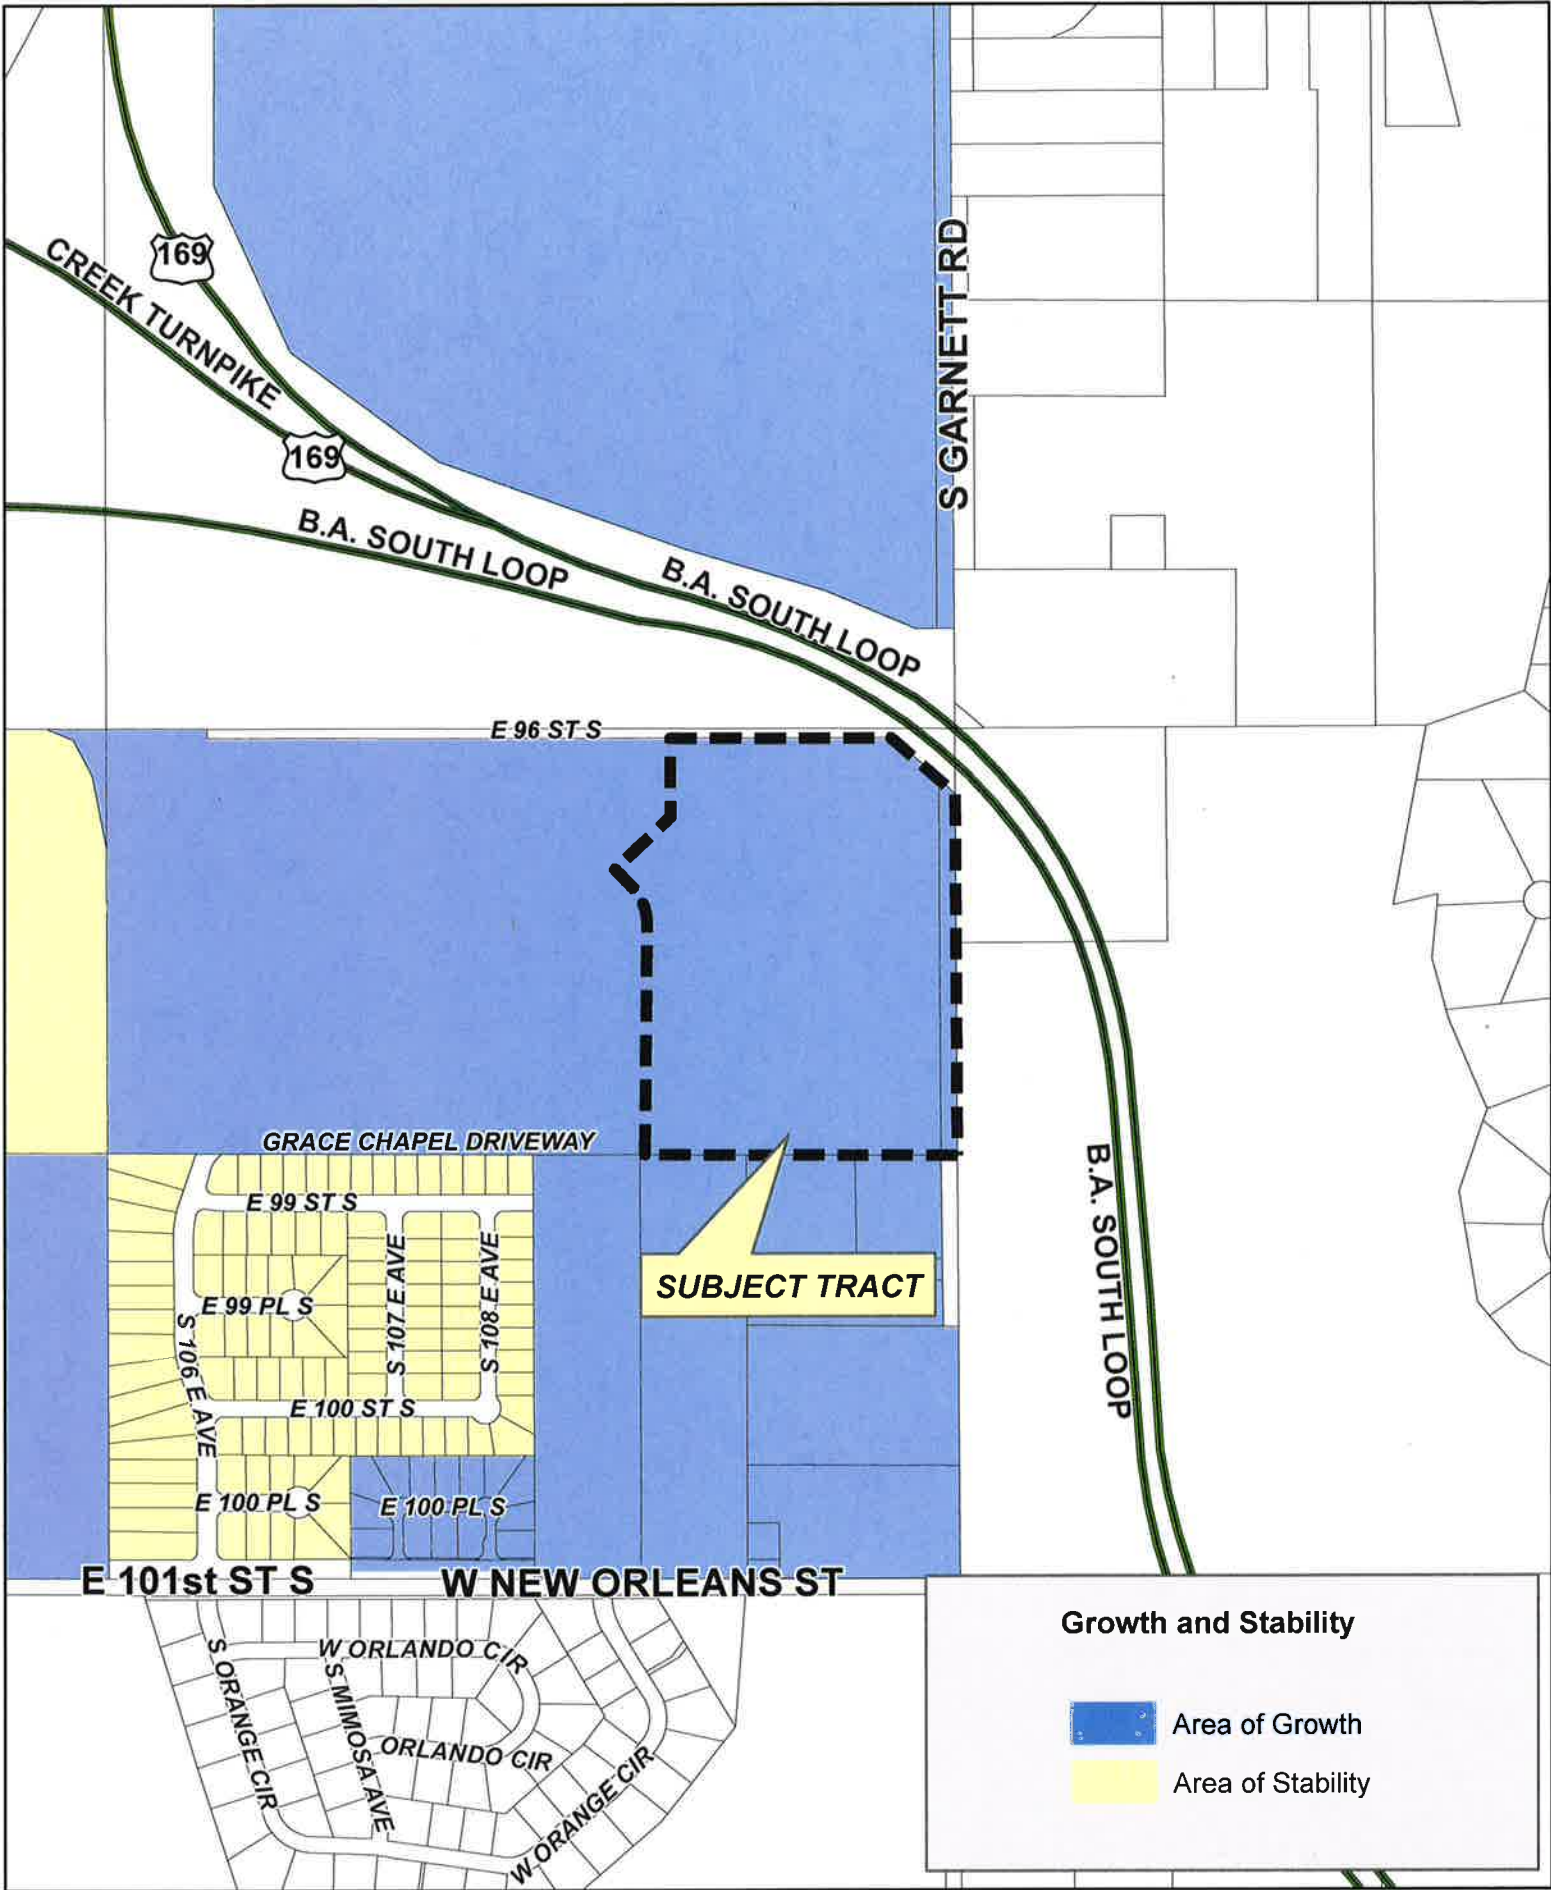 169
CREEK TURNPIKE
S GARNETT RD
169
B.A. SOUTH LOOP
B.A. SOUTH LOOP
E 96 ST S
GRACE CHAPEL DRIVEWAY
E 99 ST S
S 107 E AVE
S 108 E AVE
SUBJECT TRACT
E 99 PL S
S 106 E AVE
B.A. SOUTH LOOP
E 100 ST S
E 100 PL S
E 100 PL S
E 101st ST S
W NEW ORLEANS ST
Growth and Stability
W ORLANDO CIR
S ORANGE CIR
S MIMOSA AVE
ORLANDO CIR
W ORANGE CIR
Area of Growth
Area of Stability